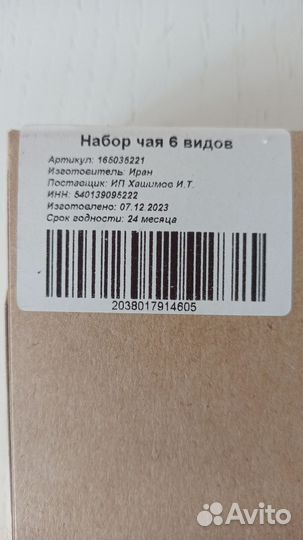 Набор чая 6 видов
Артикул: 165035221
Изготовитель: Иран
Поставщик: ИП Хашимов И.Т.
ИНН: 540139095222
Изготовлено: 07.12.2023
Срок годности: 24 месяца
2038017914605
Avito